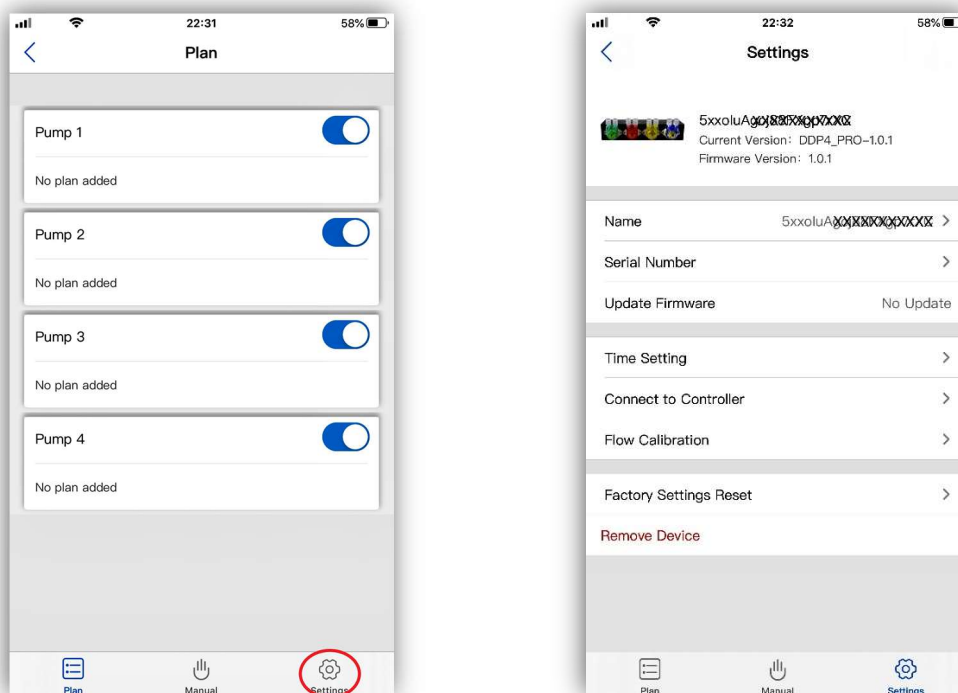 22:31
58%
Plan
Pump 1
No plan added
Pump 2
No plan added
Pump 3
No plan added
Pump 4
No plan added
Plan
Manual
Settings
22:32
58%
Settings
Current Version: DDP4_PRO-1.0.1
Firmware Version: 1.0.1
Name
Serial Number
Update Firmware No Update
Time Setting
Connect to Controller
Flow Calibration
Factory Settings Reset
Remove Device
Plan
Manual
Settings